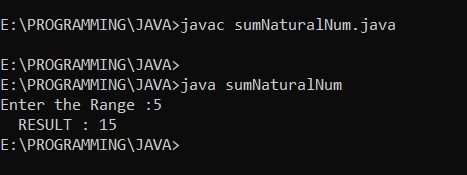 E:\PROGRAMMING\JAVA>javac sumNaturalNum.java
E:\PROGRAMMING\JAVA>
E:\PROGRAMMING\JAVA>java sumNaturalNum
Enter the Range :5
  RESULT : 15
E:\PROGRAMMING\JAVA>